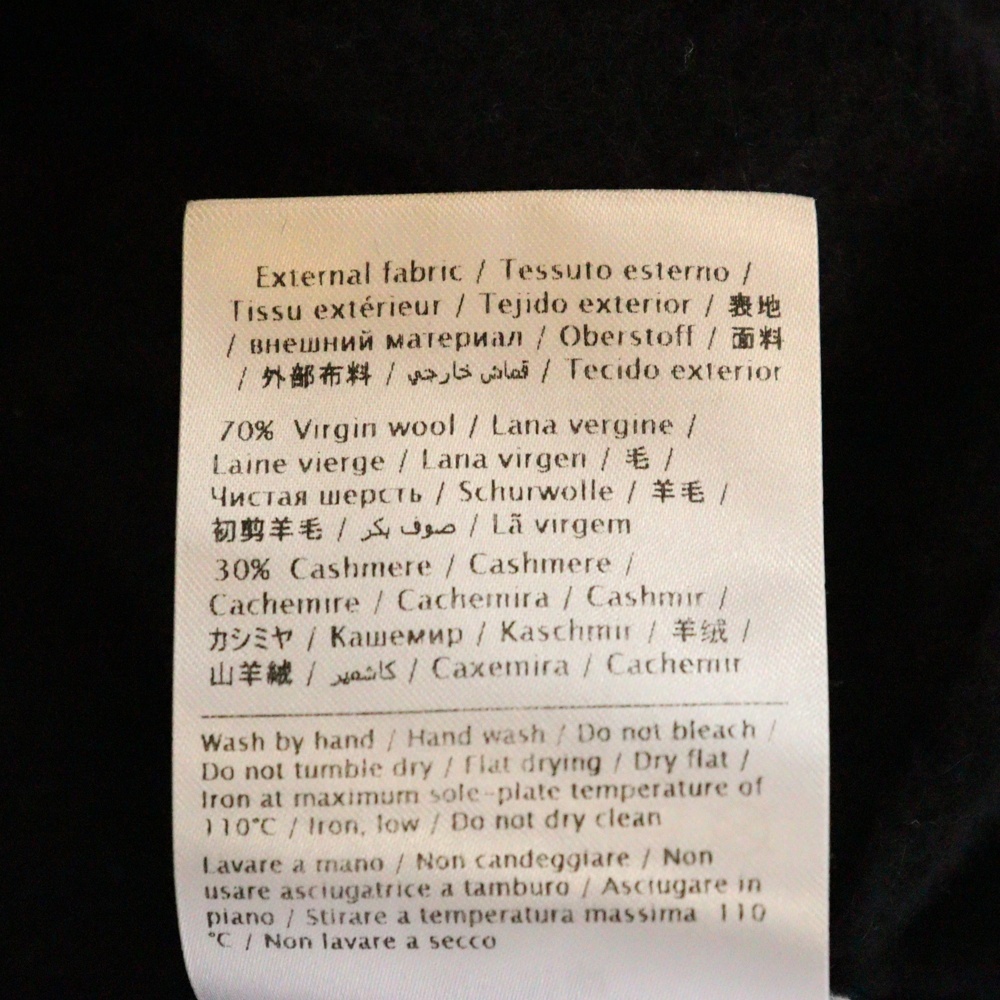 External fabric / Tessuto esterno /
Tissu extérieur / Tejido exterior / 表地
/ внешний материал / Oberstoff / 面料
/ 外部布料 / قماش خارجي / Tecido exterior
70% Virgin wool / Lana vergine /
Laine vierge / Lana virgen / 毛 /
Чистая шерсть / Schurwolle / 羊毛 /
初剪羊毛 / صوف بكر / Lã virgem
30% Cashmere / Cashmere /
Cachemire / Cachemira / Cashmir /
カシミヤ / Кашемир / Kaschmir / 羊绒 /
山羊絨 / كاشمير / Caxemira / Cachemir
Wash by hand / Hand wash / Do not bleach /
Do not tumble dry / Flat drying / Dry flat /
Iron at maximum sole-plate temperature of
110°C / Iron, low / Do not dry clean
Lavare a mano / Non candeggiare / Non
usare asciugatrice a tamburo / Asciugare in
piano / Stirare a temperatura massima 110
°C / Non lavare a secco